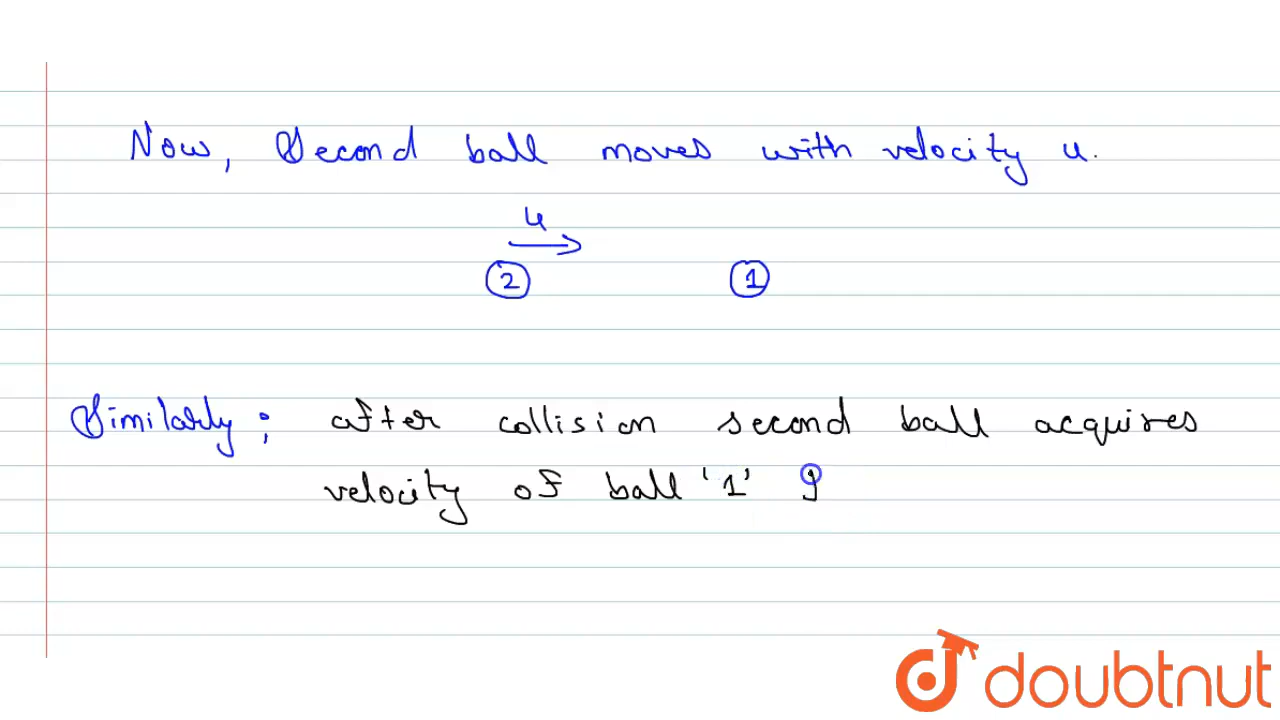 Now, Second ball moves with velocity u.
u
2 1
Similarly ; after collision second ball acquires
velocity of ball '1'
doubtnut